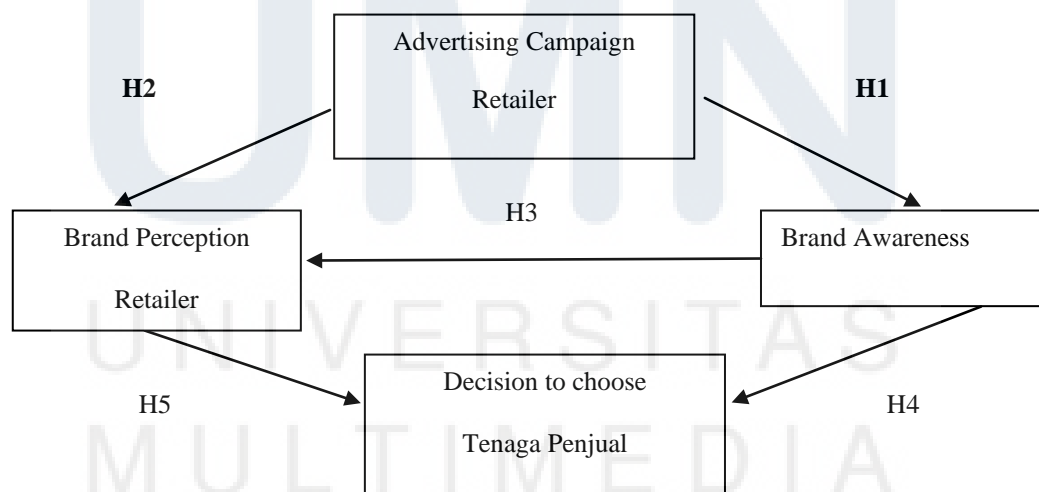 UMN
Advertising Campaign
Retailer
H2
H1
H3
Brand Perception
Retailer
Brand Awareness
UNIVERSITAS
Decision to choose
Tenaga Penjual
H5
H4
MULTIMEDIA